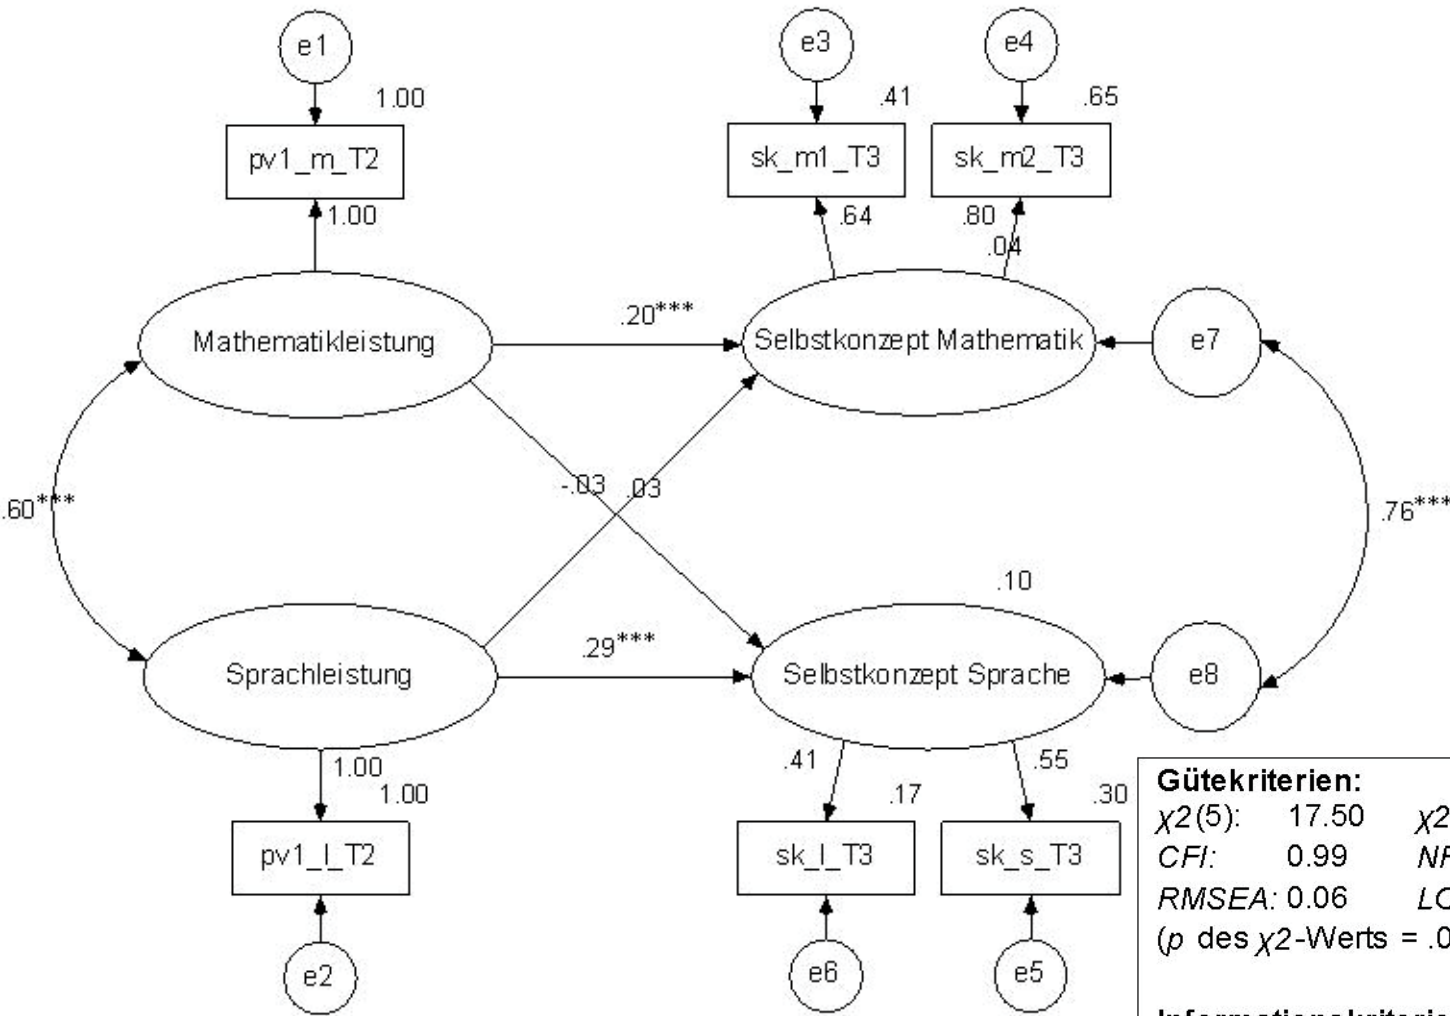 e1
e3
e4
1.00
.41
.65
pv1_m_T2
sk_m1_T3
sk_m2_T3
1.00
.64
.80
.04
.20***
Mathematikleistung
Selbstkonzept Mathematik
e7
-.03
.03
.60***
.76***
.10
.29***
Sprachleistung
Selbstkonzept Sprache
e8
1.00
.41
.55
1.00
.17
.30
pv1_l_T2
sk_l_T3
sk_s_T3
e2
e6
e5
Gütekriterien:
χ2(5): 17.50 χ2
CFI: 0.99
RMSEA: 0.06
(p des χ2-Werts = .0